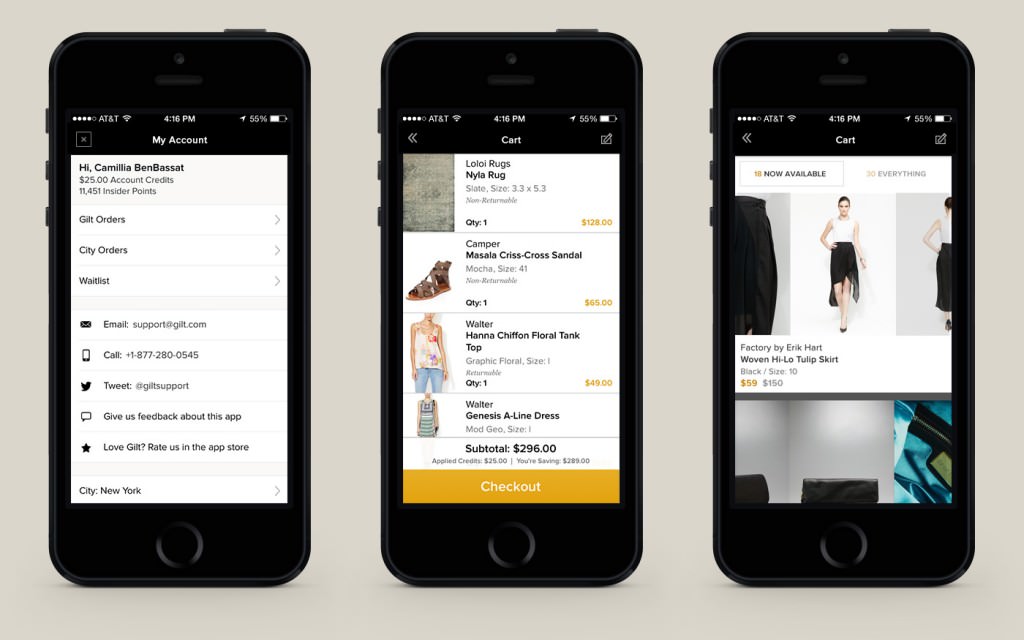 AT&T 4:16 PM 55%
My Account
Hi, Camillia BenBassat
$25.00 Account Credits
11,451 Insider Points
Gilt Orders
City Orders
Waitlist
Email: support@gilt.com
Call: +1-877-280-0545
Tweet: @giltsupport
Give us feedback about this app
Love Gilt? Rate us in the app store
City: New York
AT&T 4:16 PM 55%
Cart
Loloi Rugs
Nyla Rug
Slate, Size: 3.3 x 5.3
Non-Returnable
Qty: 1 $128.00
Camper
Masala Criss-Cross Sandal
Mocha, Size: 41
Non-Returnable
Qty: 1 $65.00
Walter
Hanna Chiffon Floral Tank
Top
Graphic Floral, Size: l
Returnable
Qty: 1 $49.00
Walter
Genesis A-Line Dress
Mod Geo, Size: l
Subtotal: $296.00
Applied Credits: $25.00 | You're Saving: $289.00
Checkout
AT&T 4:16 PM 55%
Cart
18 NOW AVAILABLE 30 EVERYTHING
Factory by Erik Hart
Woven Hi-Lo Tulip Skirt
Black / Size: 10
$59 $150